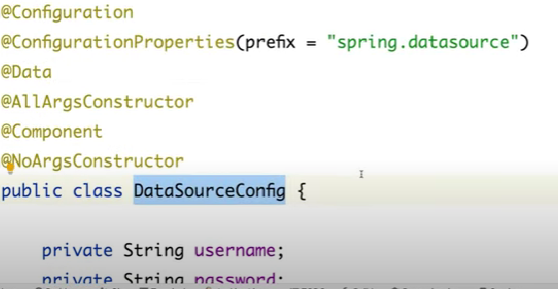 @Configuration
@ConfigurationProperties(prefix = "spring.datasource")
@Data
@AllArgsConstructor
@Component
@NoArgsConstructor
public class DataSourceConfig {
private String username;
private String password;